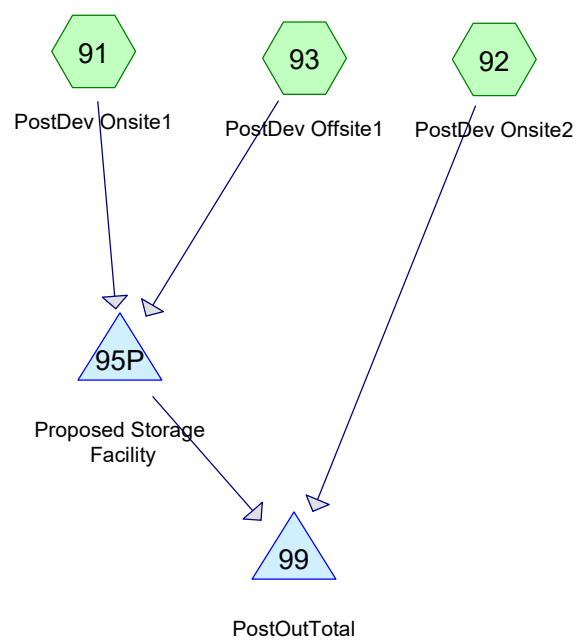 91
93
92
PostDev Onsite1
PostDev Offsite1
PostDev Onsite2
95P
Proposed Storage
Facility
99
PostOutTotal